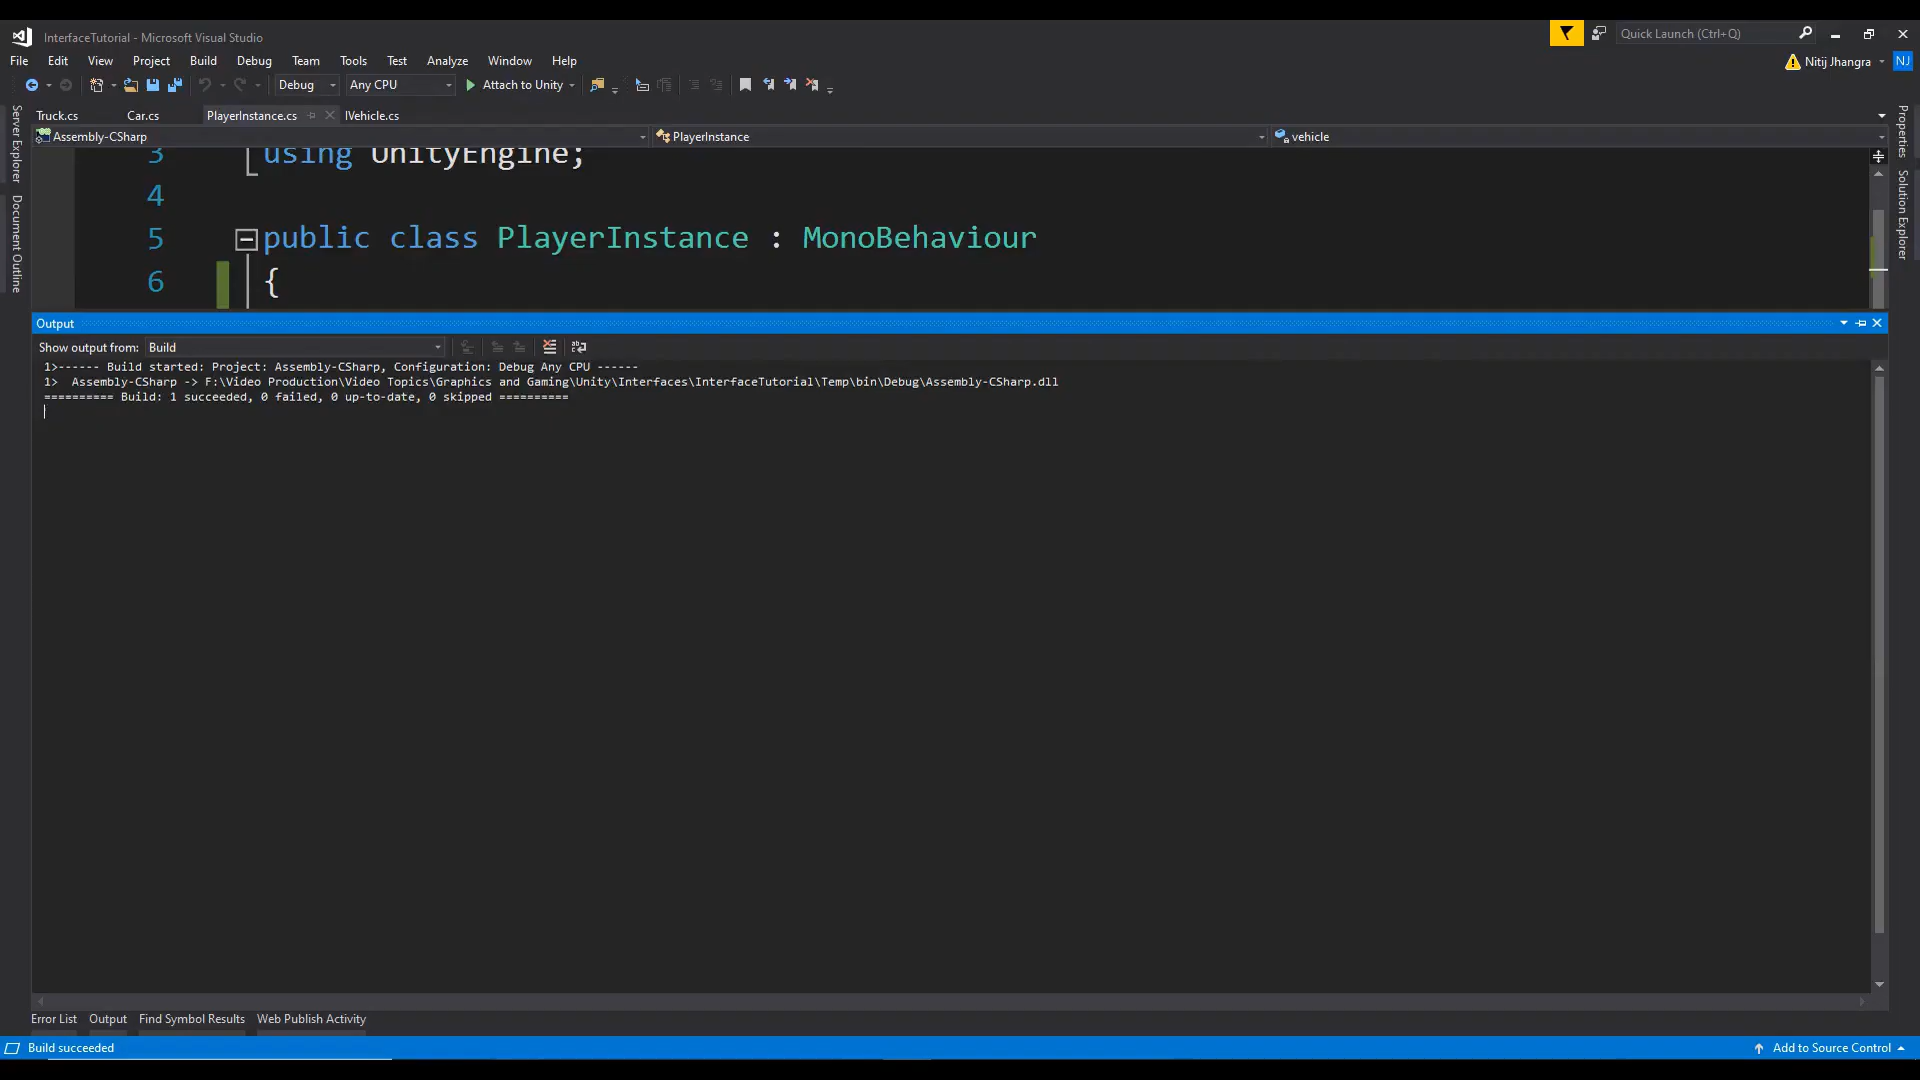 InterfaceTutorial - Microsoft Visual Studio
Quick Launch (Ctrl+Q)
File Edit View Project Build Debug Team Tools Test Analyze Window Help
Nitij Jhangra NJ
Debug Any CPU Attach to Unity
Truck.cs Car.cs PlayerInstance.cs IVehicle.cs
Assembly-CSharp PlayerInstance vehicle
Server Explorer
Document Outline
Properties
Solution Explorer
3 using UnityEngine;
4
5 public class PlayerInstance : MonoBehaviour
6 {
Output
Show output from: Build
1>------ Build started: Project: Assembly-CSharp, Configuration: Debug Any CPU ------
1>  Assembly-CSharp -> F:\Video Production\Video Topics\Graphics and Gaming\Unity\Interfaces\InterfaceTutorial\Temp\bin\Debug\Assembly-CSharp.dll
========== Build: 1 succeeded, 0 failed, 0 up-to-date, 0 skipped ==========
Error List Output Find Symbol Results Web Publish Activity
Build succeeded
Add to Source Control